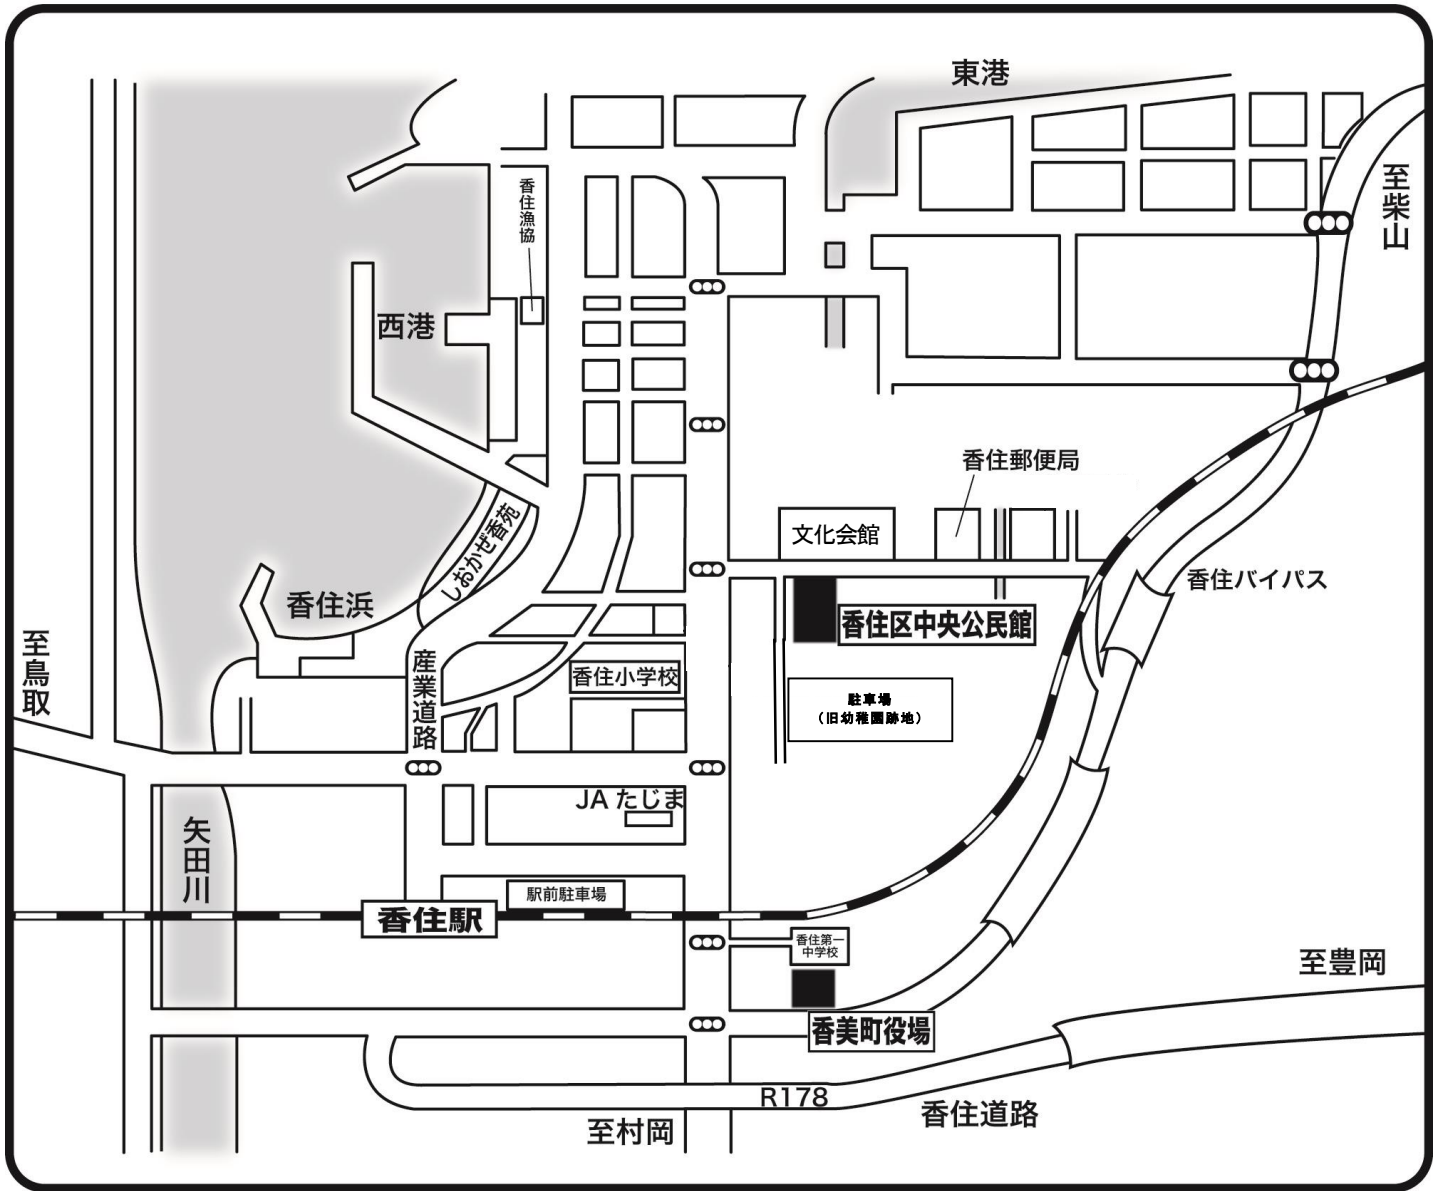 東港
至柴山
香住漁協
西港
香住郵便局
文化会館
しおかぜ香苑
香住バイパス
香住浜
香住区中央公民館
至鳥取
産業道路
香住小学校
駐車場
（旧幼稚園跡地）
JAたじま
矢田川
駅前駐車場
香住駅
香住第一
中学校
至豊岡
香美町役場
R178
香住道路
至村岡